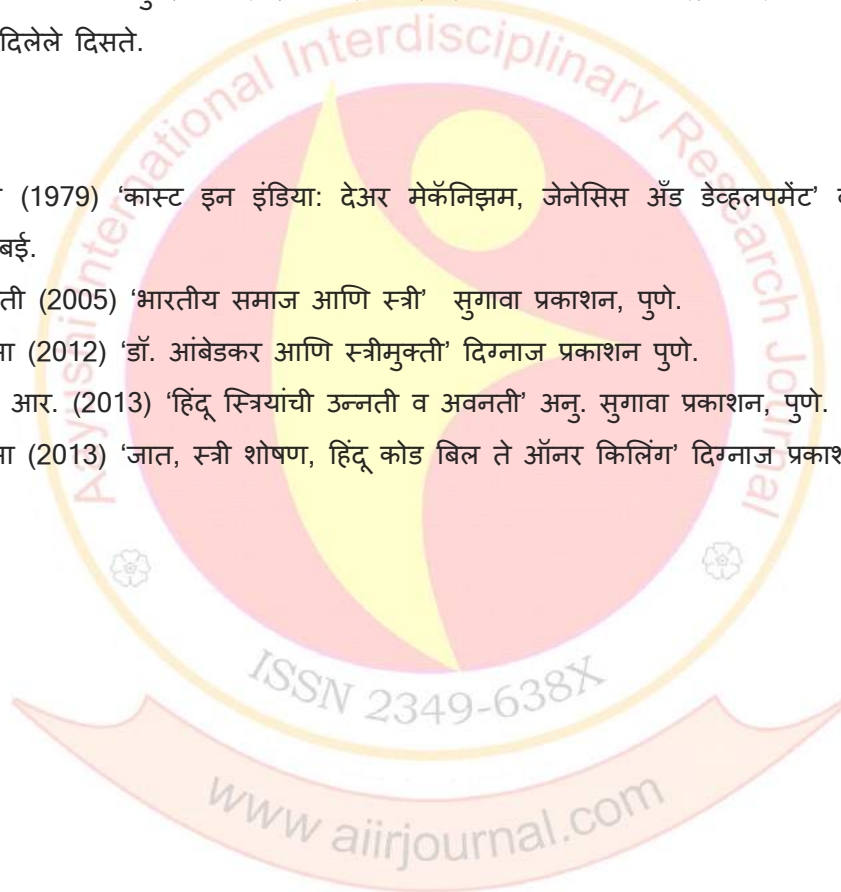 दिलेले दिसते.
(1979) ‘कास्ट इन इंडिया: देअर मेकॅनिझम, जेनेसिस अँड डेव्हलपमेंट’
ती (2005) ‘भारतीय समाज आणि स्त्री’ सुगावा प्रकाशन, पुणे.
(2012) ‘डॉ. आंबेडकर आणि स्त्रीमुक्ती’ दिग्नाज प्रकाशन पुणे.
आर. (2013) ‘हिंदू स्त्रियांची उन्नती व अवनती’ अनु. सुगावा प्रकाशन, पुणे.
(2013) ‘जात, स्त्री शोषण, हिंदू कोड बिल ते ऑनर किलिंग’ दिग्नाज
Aayushi International Interdisciplinary Research Journal
ISSN 2349-638X
www aiirjournal.com